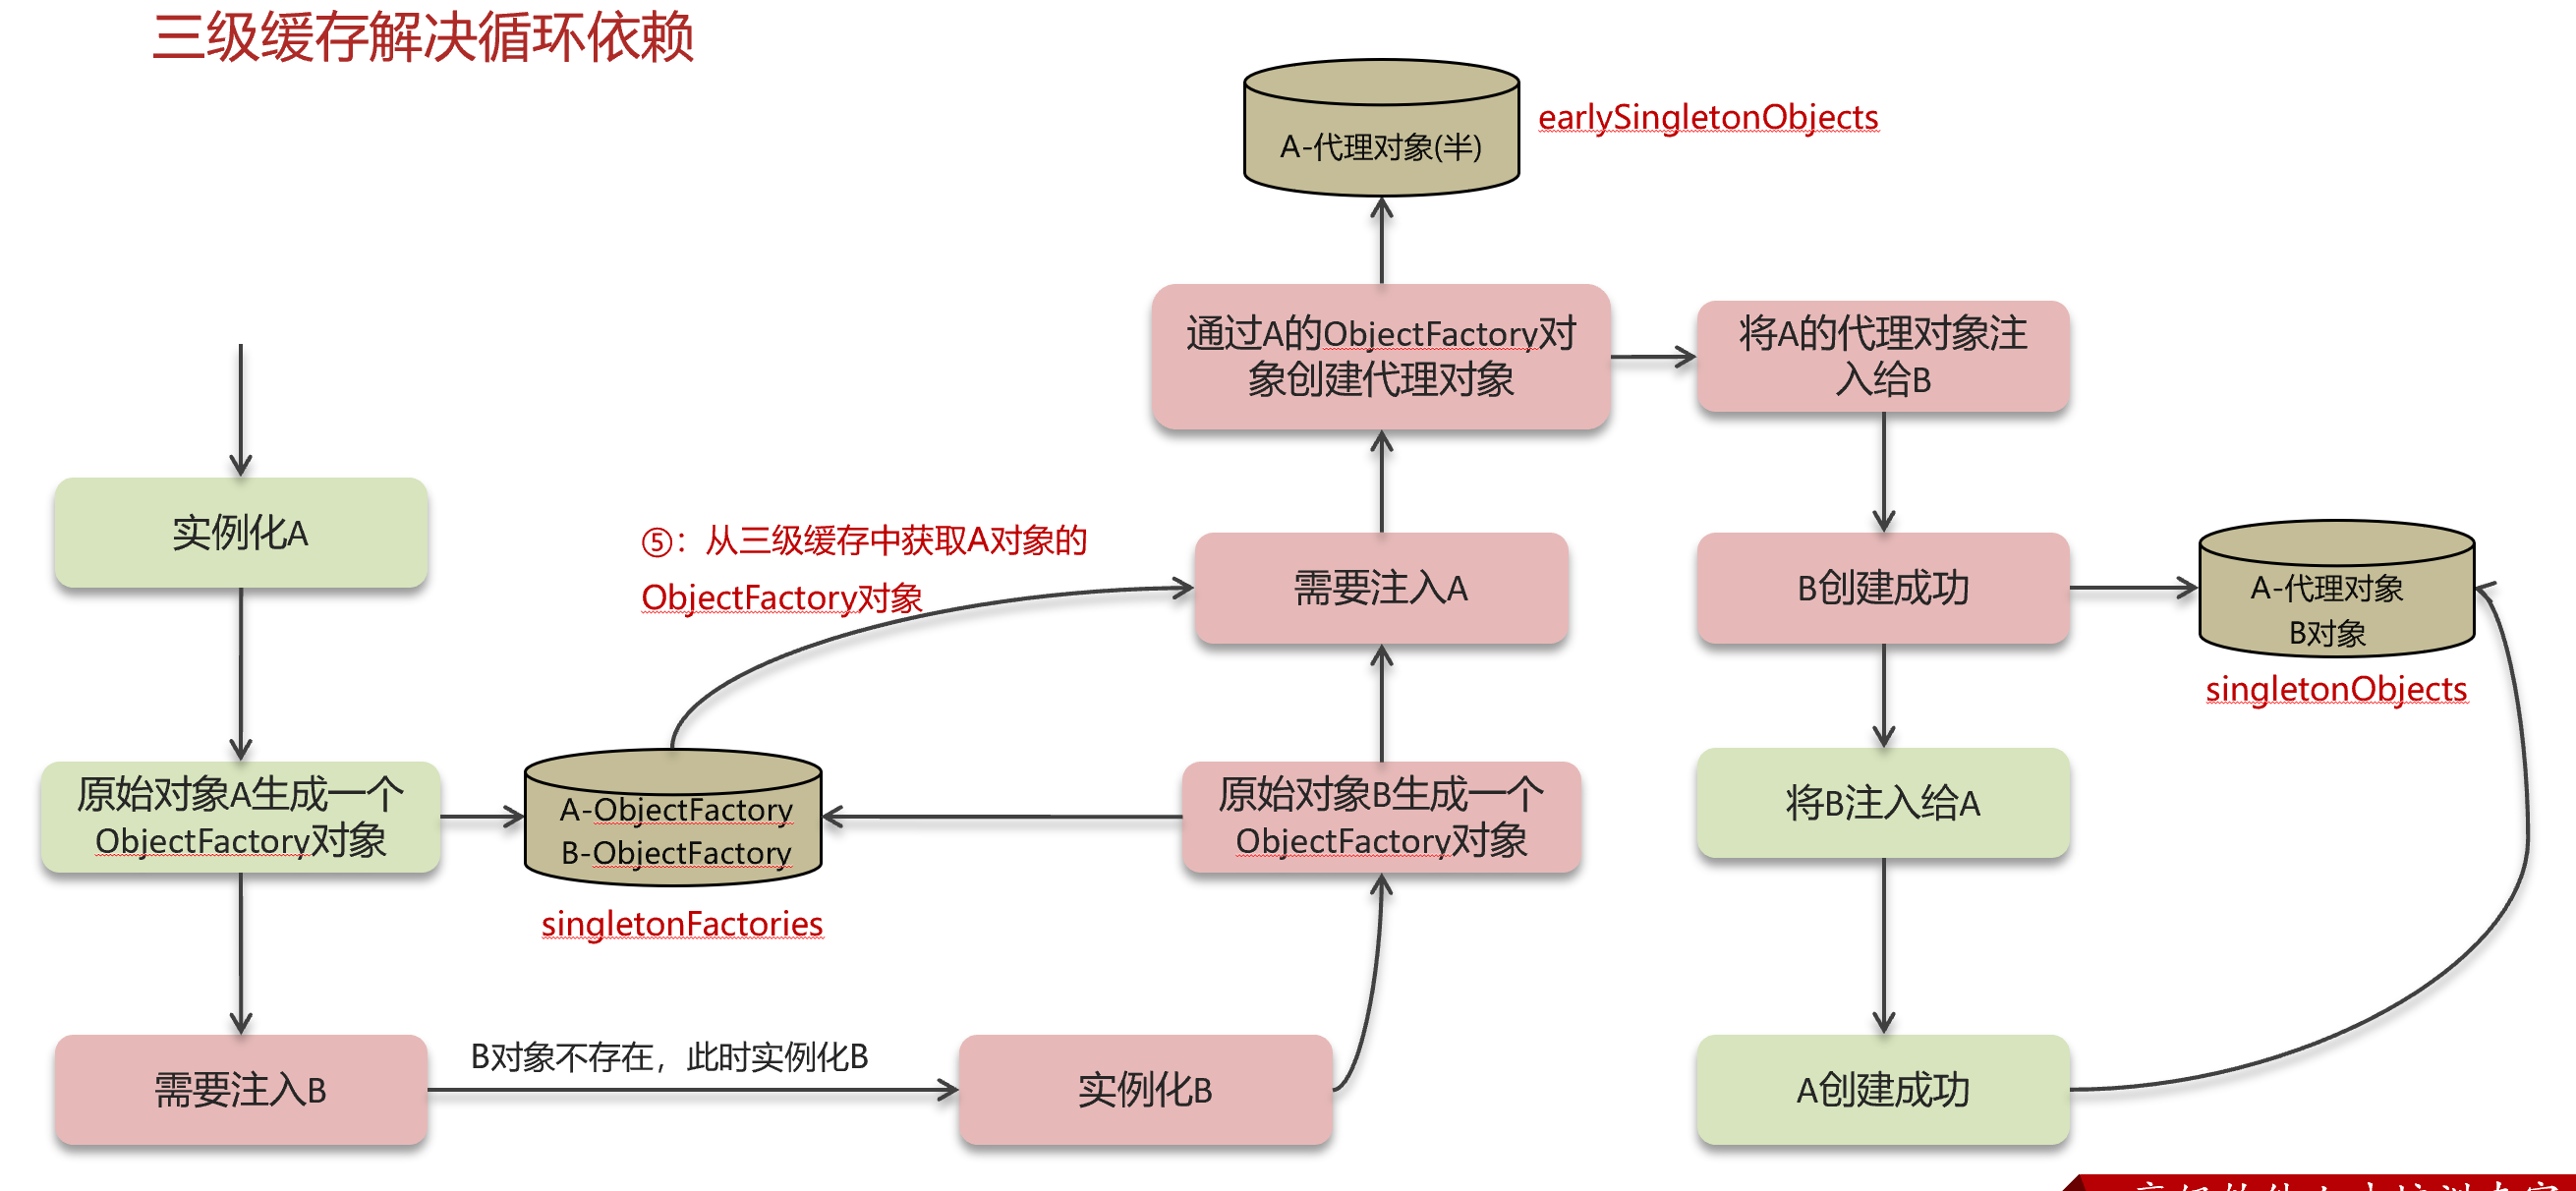 三级缓存解决循环依赖
A-代理对象(半)
earlySingletonObjects
通过A的ObjectFactory对
象创建代理对象
将A的代理对象注
入给B
实例化A
⑤：从三级缓存中获取A对象的
ObjectFactory对象
需要注入A
B创建成功
A-代理对象
B对象
singletonObjects
原始对象A生成一个
ObjectFactory对象
A-ObjectFactory
B-ObjectFactory
singletonFactories
原始对象B生成一个
ObjectFactory对象
将B注入给A
需要注入B
B对象不存在，此时实例化B
实例化B
A创建成功